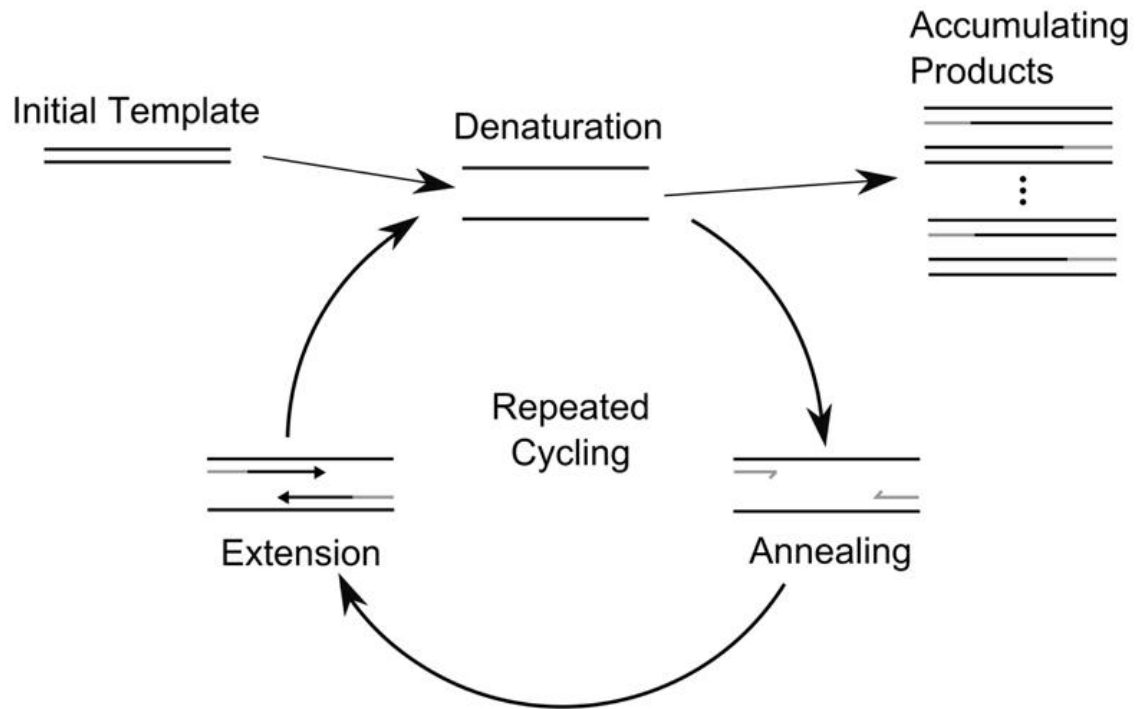 Accumulating
Products
Initial Template
Denaturation
Repeated
Cycling
Extension
Annealing